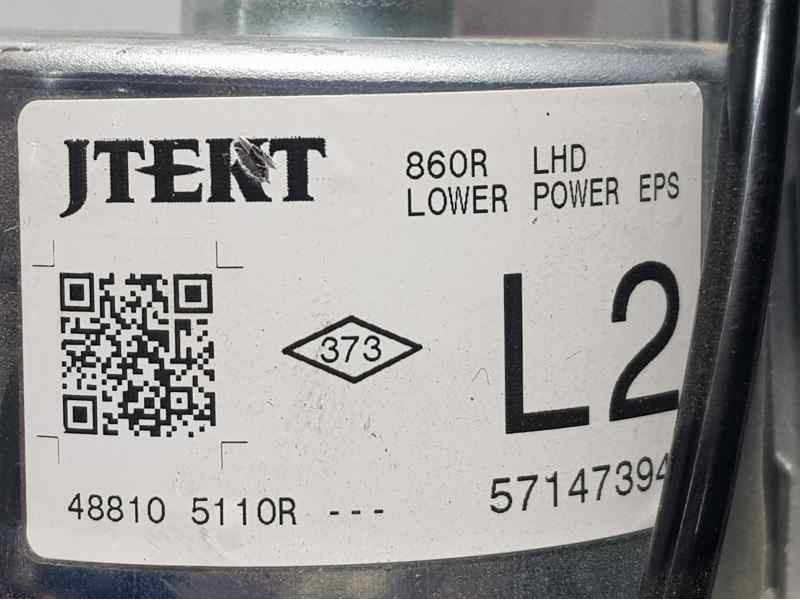 JTEKT
860R LHD
LOWER POWER EPS
L2
373
48810 5110R ---
57147394